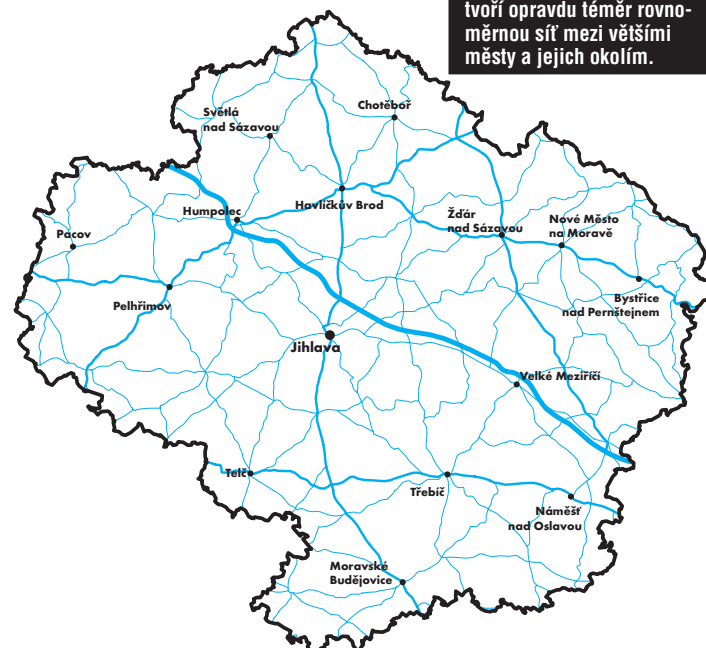 tvoří opravdu téměr rovno-
měrnou síť mezi většími
městy a jejich okolím.
Chotěboř
Světlá
nad Sázavou
Havlíčkův Brod
Humpolec
Žďár
nad Sázavou
Nové Město
na Moravě
Pacov
Pelhřimov
Bystřice
nad Pernštejnem
Jihlava
Velké Meziříčí
Telč
Třebíč
Náměšť
nad Oslavou
Moravské
Budějovice